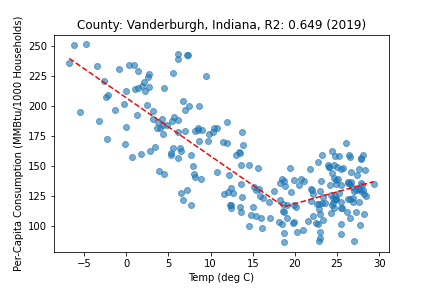 County: Vanderburgh, Indiana, R2: 0.649 (2019)
Per-Capita Consumption (MMBtu/1000 Households)
250
225
200
175
150
125
100
−5 0 5 10 15 20 25 30
Temp (deg C)